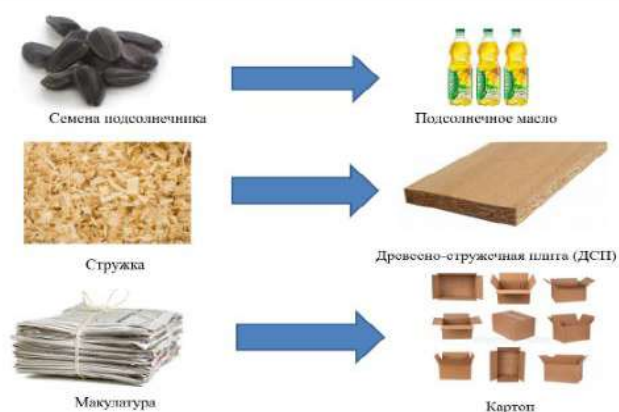 Семена подсолнечника
Подсолнечное масло
Стружка
Древесно-стружечная плита (ДСП)
Макулатура
Картон